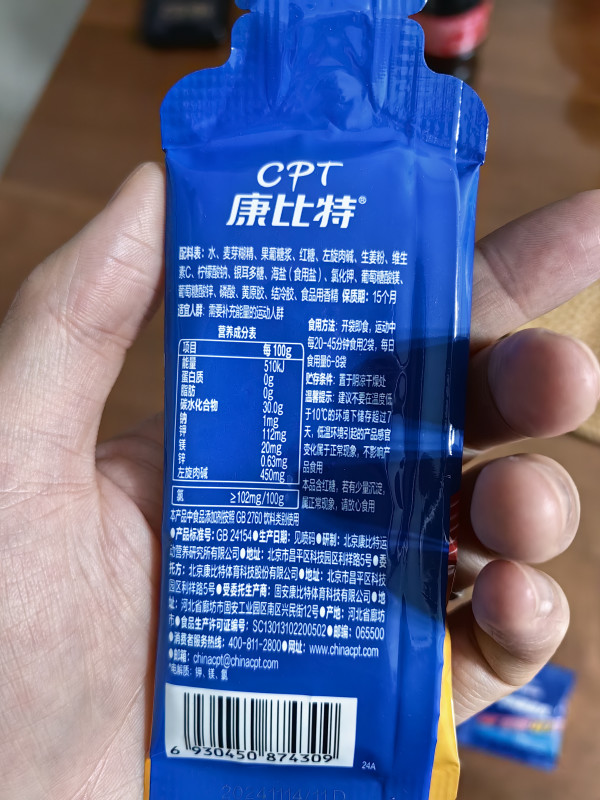 CPT
康比特®
配料表：水、麦芽糊精、果葡糖浆、红糖、左旋肉碱、生姜粉、维生
素C、柠檬酸钠、银耳多糖、海盐（食用盐）、氯化钾、葡萄糖酸镁、
葡萄糖酸锌、磷酸、黄原胶、结冷胶、食品用香精 保质期：15个月
适宜人群：需要补充能量的运动人群
营养成分表
项目 每100g
能量 510kJ
蛋白质 0g
脂肪 0g
碳水化合物 30.0g
钠 1mg
钾 112mg
镁 20mg
锌 0.63mg
左旋肉碱 450mg
氯 ≥102mg/100g
食用方法：开袋即食，运动中
每20-45分钟食用2袋，每日
食用量6-8袋
贮存条件：置于阴凉干燥处
温馨提示：建议不要在温度低
于10℃的环境下储存超过7
天，低温环境引起的产品感官
变化属于正常现象，不影响产
品食用
本品含红糖，若有少量沉淀，
属正常现象，请放心食用
本产品中食品添加剂按照 GB 2760 饮料类别使用
●产品标准号：GB 24154●生产日期：见喷码●研制：北京康比特运
动营养研究所有限公司●地址：北京市昌平区科技园区利祥路5号●委
托方：北京康比特体育科技股份有限公司●地址：北京市昌平区科技
园区利祥路5号●受委托生产商：固安康比特体育科技有限公司●地
址：河北省廊坊市固安工业园区南区兴民街12号●产地：河北省廊坊
市●食品生产许可证编号：SC13013102200502●邮编：065500
●消费者服务热线：400-811-2800●网址：www.chinacpt.com
●邮箱：chinacpt@chinacpt.com
*电解质：钾、镁、氯
6 930450 874309
24A